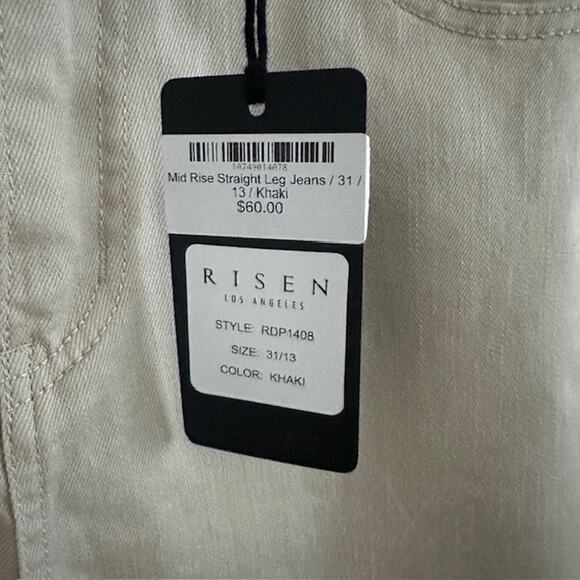 10749014078
Mid Rise Straight Leg Jeans / 31 /
13 / Khaki
$60.00
RISEN
LOS ANGELES
STYLE: RDP1408
SIZE: 31/13
COLOR: KHAKI